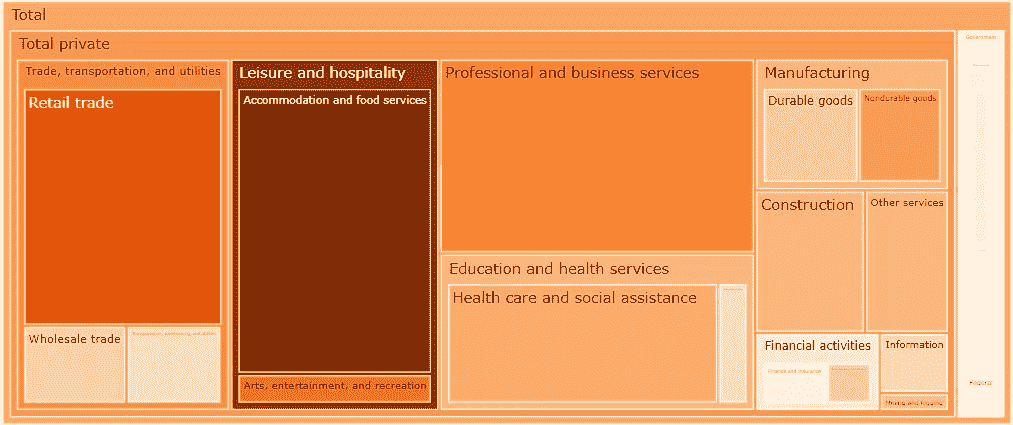 Total
Total private
Trade, transportation, and utilities
Retail trade
Wholesale trade
Transportation, warehousing, and utilities
Leisure and hospitality
Accommodation and food services
Arts, entertainment, and recreation
Professional and business services
Education and health services
Health care and social assistance
Manufacturing
Durable goods
Nondurable goods
Construction
Other services
Financial activities
Finance and insurance
Information
Mining and logging
Government
Federal